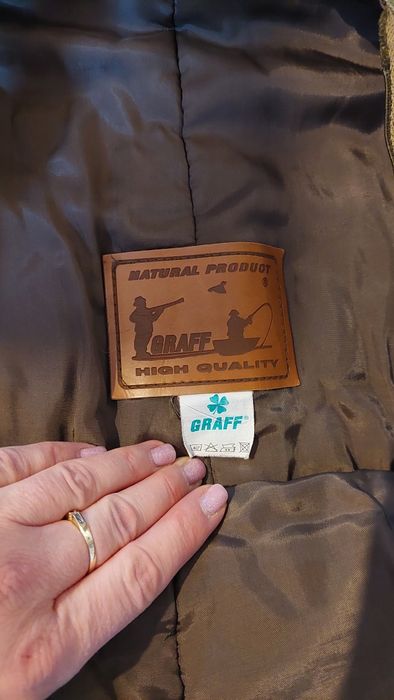 NATURAL PRODUCT
®
GRAFF
HIGH QUALITY
GRAFF®